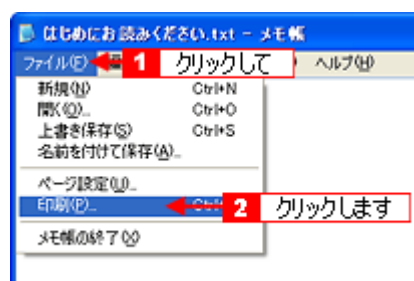 はじめにお読みください.txt - メモ帳
ファイル(F) 1 クリックして ヘルプ(H)
新規(N) Ctrl+N
開く(O)... Ctrl+O
上書き保存(S) Ctrl+S
名前を付けて保存(A)...
ページ設定(U)...
印刷(P)... 2 クリックします
メモ帳の終了(X)